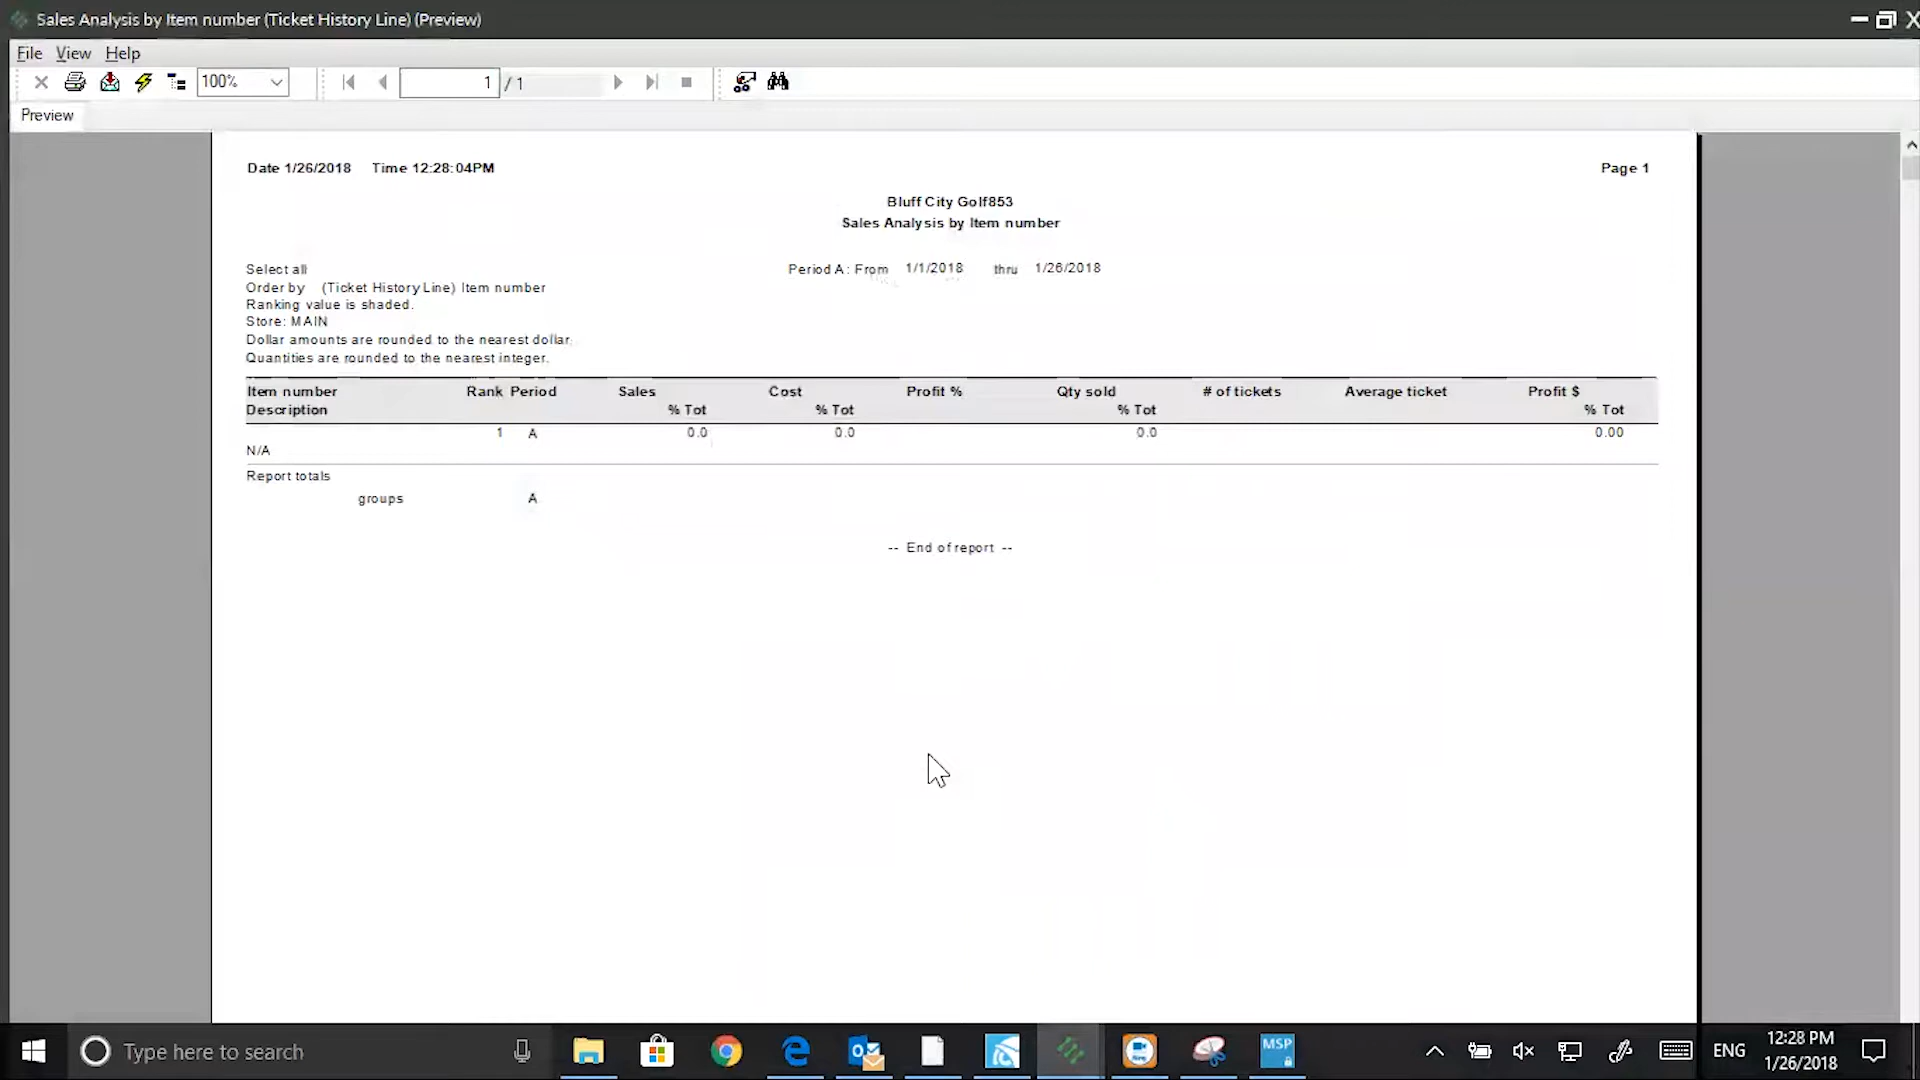 Sales Analysis by Item number (Ticket History Line) (Preview)
File View Help
100% 1 / 1
Preview
Date 1/26/2018 Time 12:28:04PM Page 1
Bluff City Golf853
Sales Analysis by Item number
Select all Period A: From 1/1/2018 thru 1/26/2018
Order by (Ticket History Line) Item number
Ranking value is shaded.
Store: MAIN
Dollar amounts are rounded to the nearest dollar.
Quantities are rounded to the nearest integer.
Item number Rank Period Sales Cost Profit % Qty sold # of tickets Average ticket Profit $
Description % Tot % Tot % Tot % Tot
1 A 0.0 0.0 0.0 0.00
N/A
Report totals
groups A
-- End of report --
Type here to search MSP ENG 12:28 PM
1/26/2018